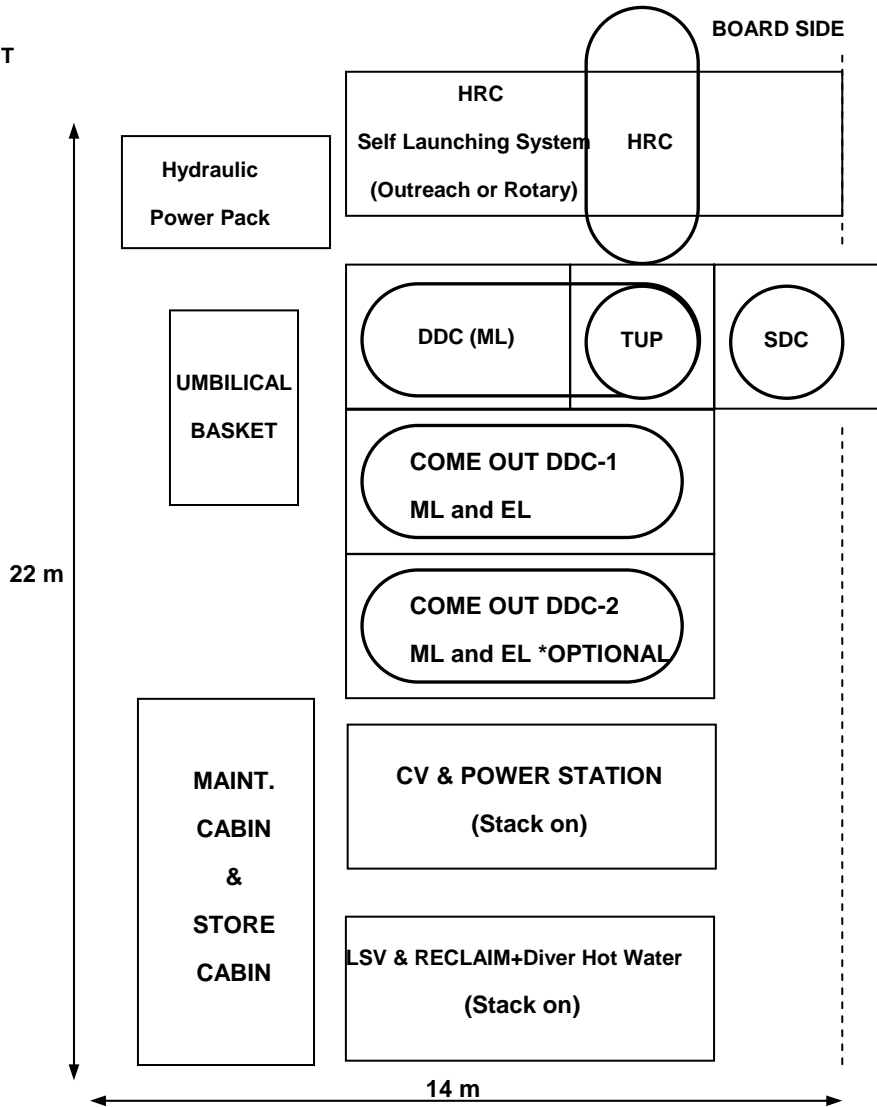 BOARD SIDE
T
HRC
Self Launching System
(Outreach or Rotary)
HRC
Hydraulic
Power Pack
DDC (ML)
TUP
SDC
UMBILICAL
BASKET
COME OUT DDC-1
ML and EL
22 m
COME OUT DDC-2
ML and EL *OPTIONAL
MAINT.
CABIN
&
STORE
CABIN
CV & POWER STATION
(Stack on)
LSV & RECLAIM+Diver Hot Water
(Stack on)
14 m